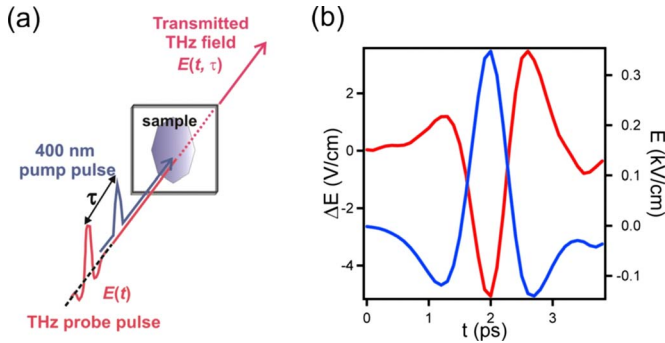 (a)
Transmitted
THz field
E(t, τ)
sample
400 nm
pump pulse
τ
E(t)
THz probe pulse
(b)
ΔE (V/cm)
2
0
-2
-4
0
1
2
3
t (ps)
0.3
0.2
0.1
0.0
-0.1
E (kV/cm)